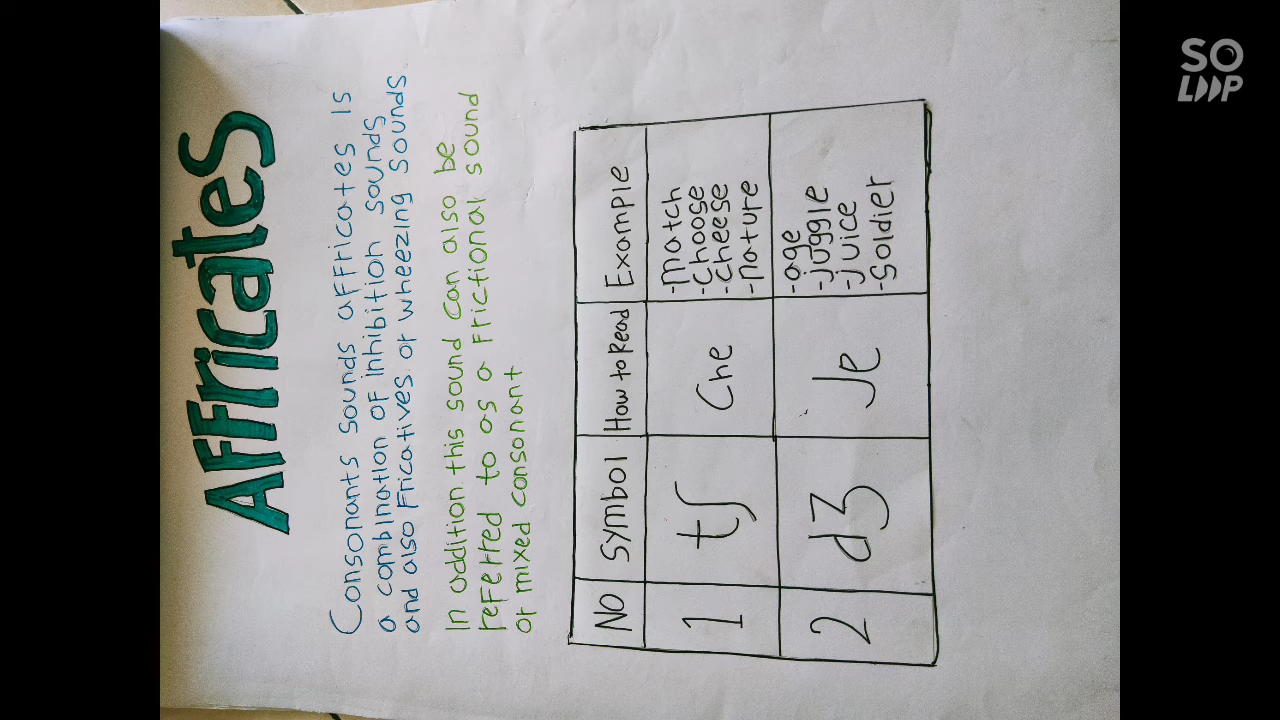 Affricates
Consonants sounds affricates is
a combination of inhibition sounds
and also fricatives or wheezing sounds
In addition this sound can also be
referred to as a frictional sound
or mixed consonant
No Symbol How to Read Example
1 tʃ Che -match
-choose
-cheese
-nature
2 dʒ Je -age
-juggle
-juice
-soldier
SO
LOOP